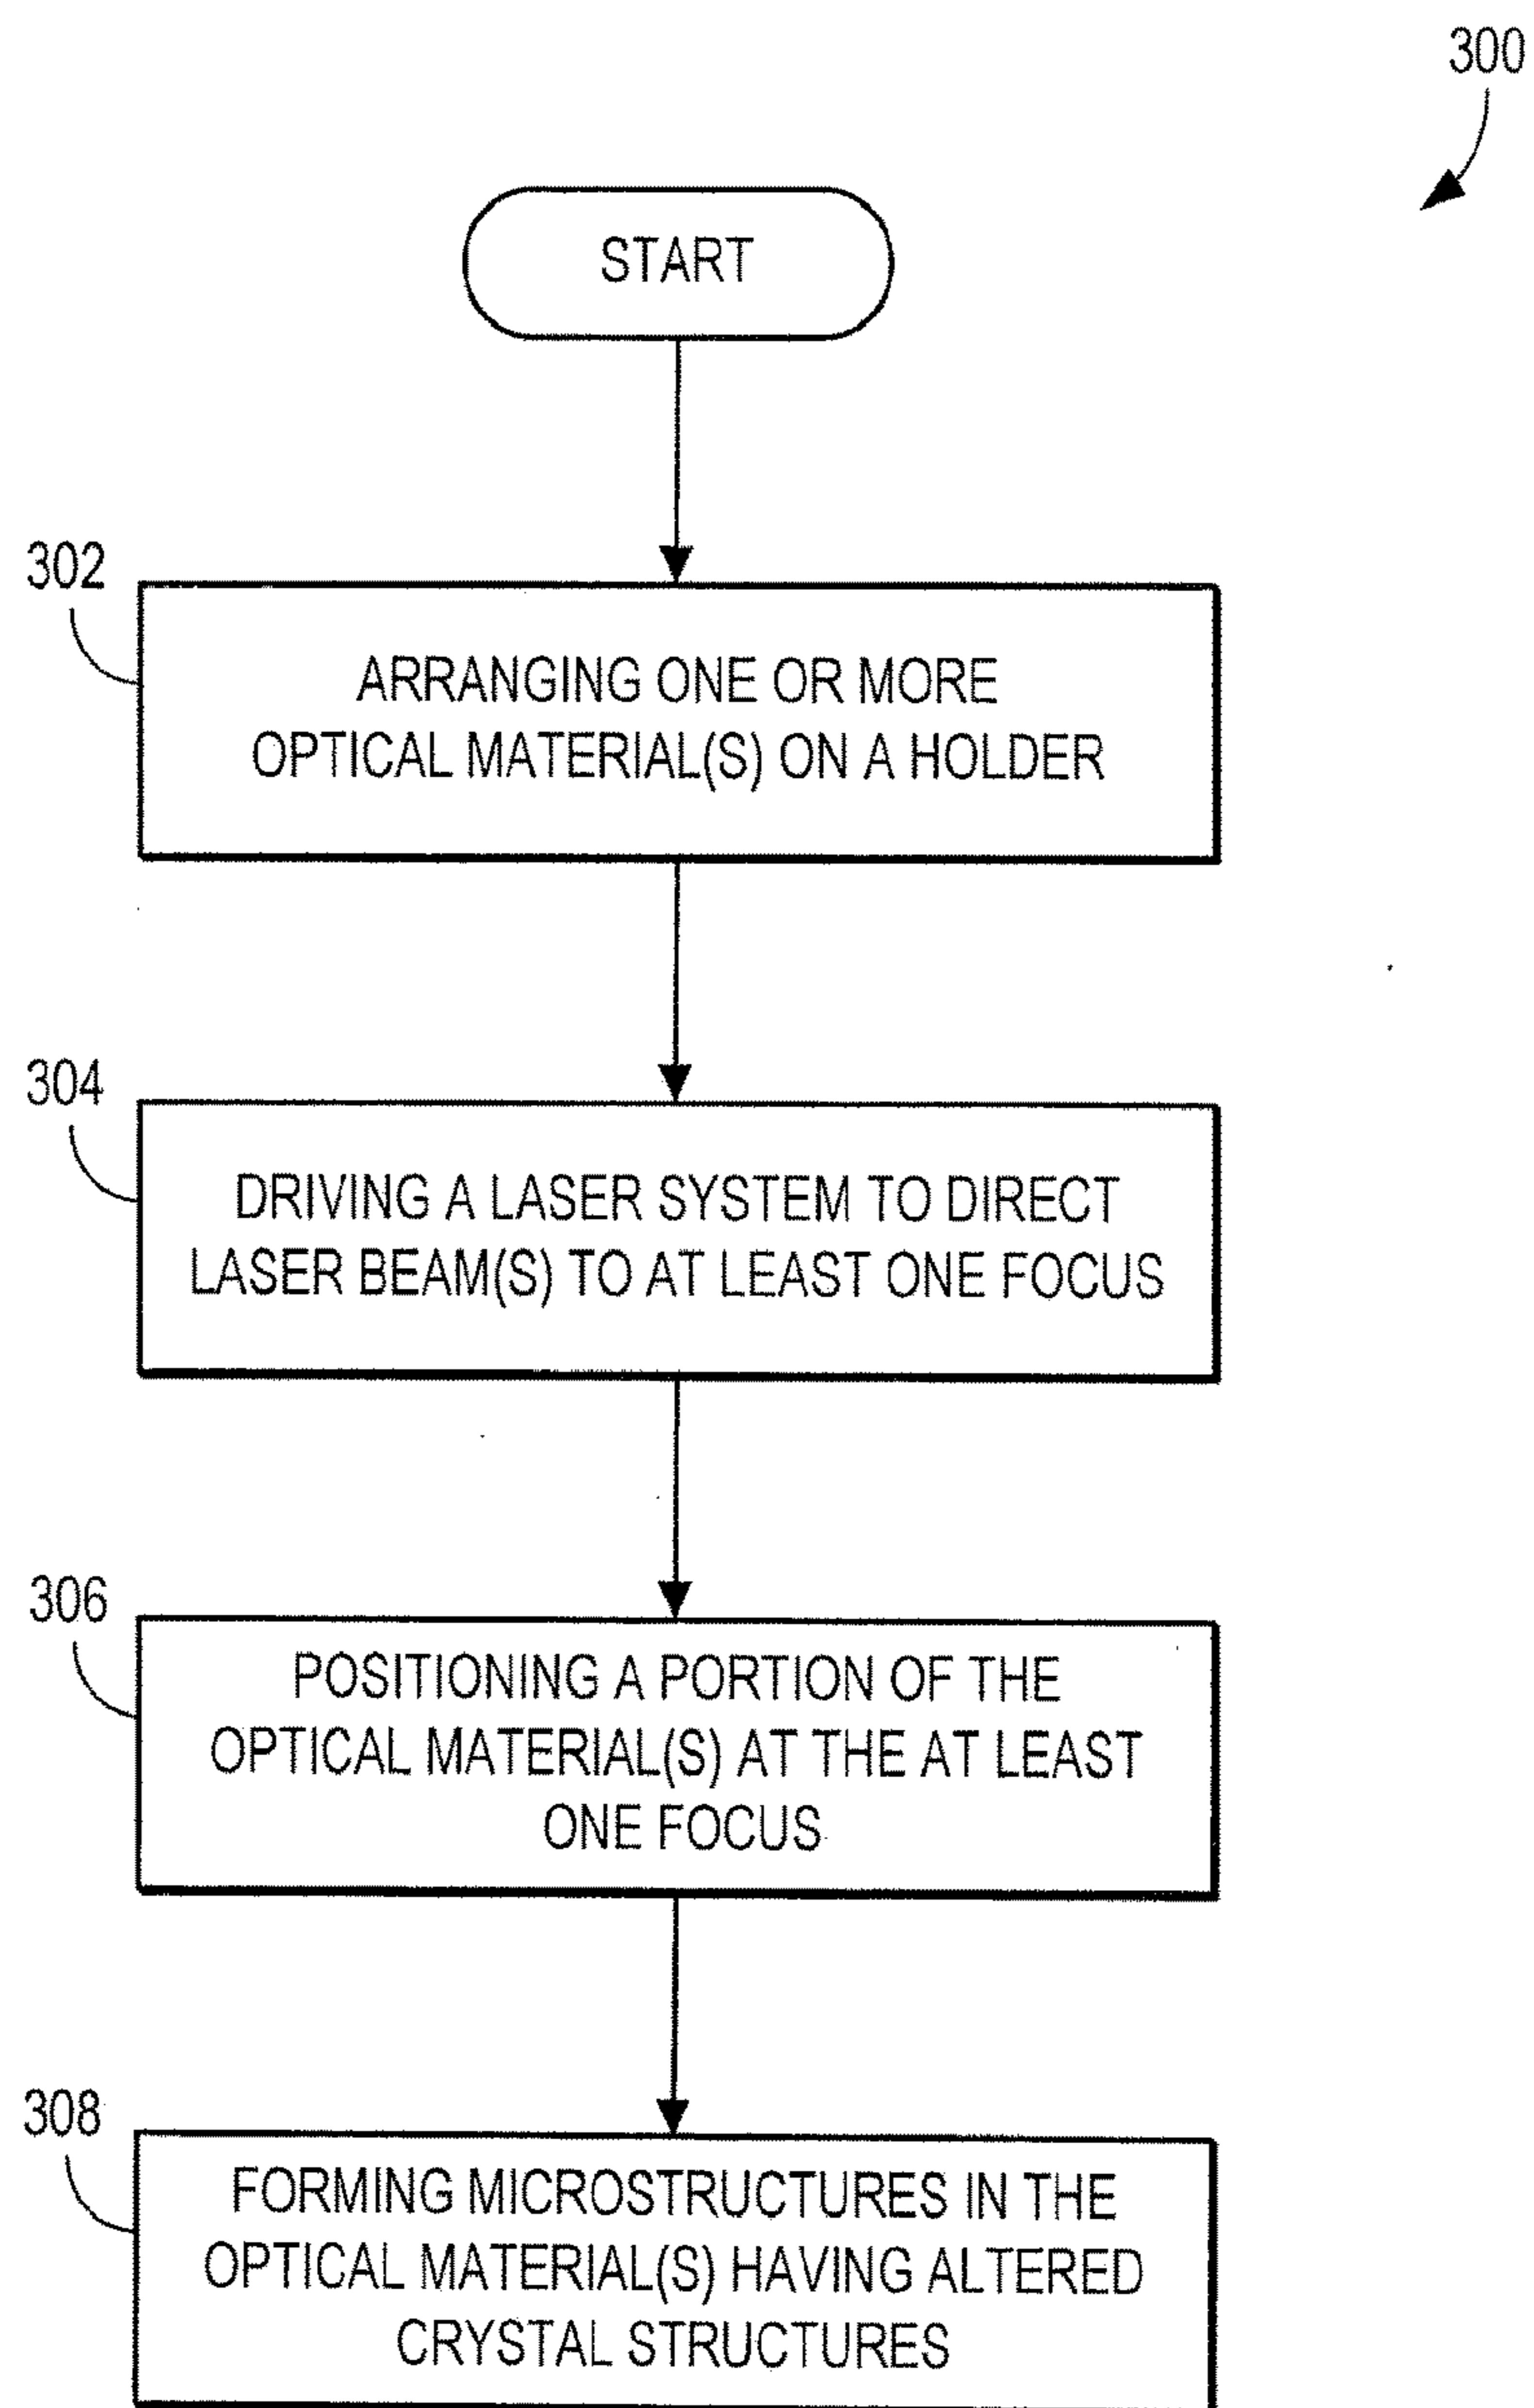 300
START
302
ARRANGING ONE OR MORE
OPTICAL MATERIAL(S) ON A HOLDER
304
DRIVING A LASER SYSTEM TO DIRECT
LASER BEAM(S) TO AT LEAST ONE FOCUS
306
POSITIONING A PORTION OF THE
OPTICAL MATERIAL(S) AT THE AT LEAST
ONE FOCUS
308
FORMING MICROSTRUCTURES IN THE
OPTICAL MATERIAL(S) HAVING ALTERED
CRYSTAL STRUCTURES